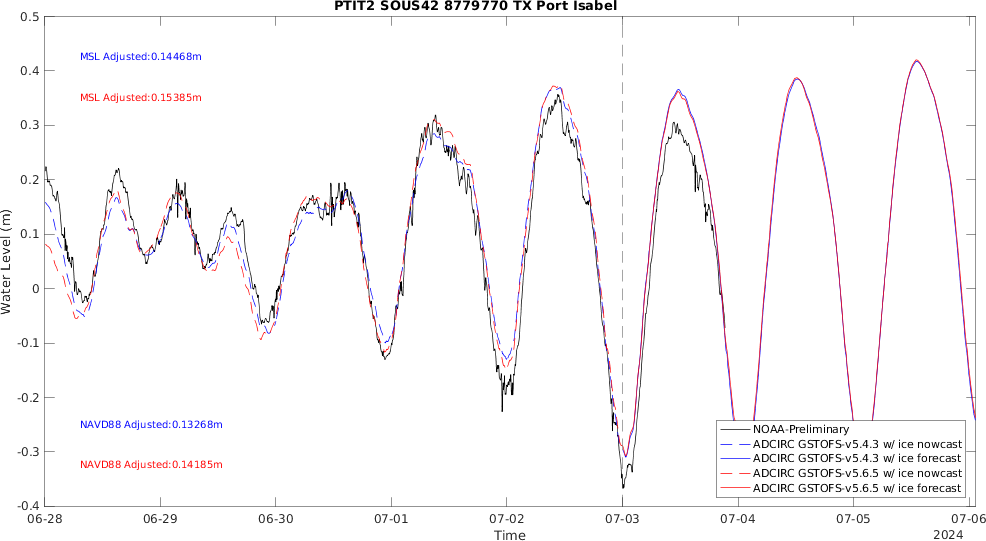 PTIT2 SOUS42 8779770 TX Port Isabel
0.5
0.4
0.3
0.2
0.1
0
-0.1
-0.2
-0.3
-0.4
Water Level (m)
MSL Adjusted:0.14468m
MSL Adjusted:0.15385m
NAVD88 Adjusted:0.13268m
NAVD88 Adjusted:0.14185m
NOAA-Preliminary
ADCIRC GSTOFS-v5.4.3 w/ ice nowcast
ADCIRC GSTOFS-v5.4.3 w/ ice forecast
ADCIRC GSTOFS-v5.6.5 w/ ice nowcast
ADCIRC GSTOFS-v5.6.5 w/ ice forecast
06-28 06-29 06-30 07-01 07-02 07-03 07-04 07-05 07-06
Time
2024